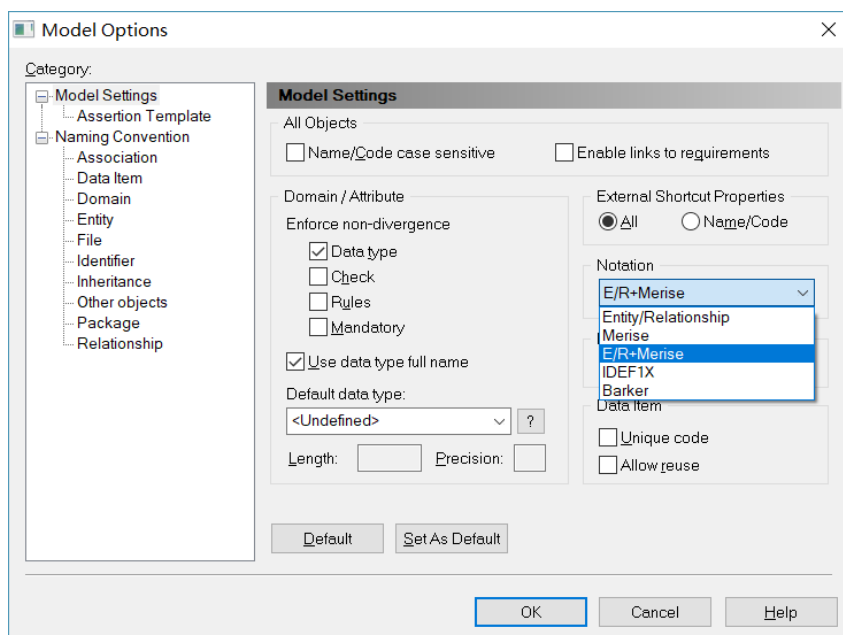 Model Options
Category:
Model Settings
Assertion Template
Naming Convention
Association
Data Item
Domain
Entity
File
Identifier
Inheritance
Other objects
Package
Relationship
Model Settings
All Objects
Name/Code case sensitive
Enable links to requirements
Domain / Attribute
Enforce non-divergence
Data type
Check
Rules
Mandatory
Use data type full name
Default data type:
<Undefined>
?
Length:
Precision:
External Shortcut Properties
All
Name/Code
Notation
E/R+Merise
Entity/Relationship
Merise
E/R+Merise
IDEF1X
Barker
Data Item
Unique code
Allow reuse
Default
Set As Default
OK
Cancel
Help